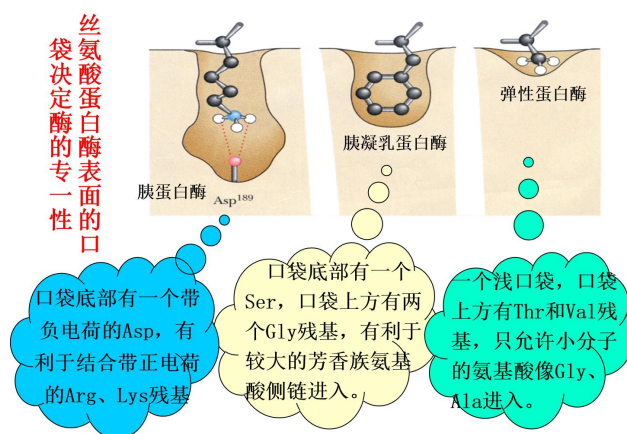 丝氨酸蛋白酶表面的口
袋决定酶的专一性
胰蛋白酶
Asp¹⁸⁹
胰凝乳蛋白酶
弹性蛋白酶
口袋底部有一个带
负电荷的Asp，有
利于结合带正电荷
的Arg、Lys残基
口袋底部有一个
Ser，口袋上方有两
个Gly残基，有利于
较大的芳香族氨基
酸侧链进入。
一个浅口袋，口袋
上方有Thr和Val残
基，只允许小分子
的氨基酸像Gly、
Ala进入。